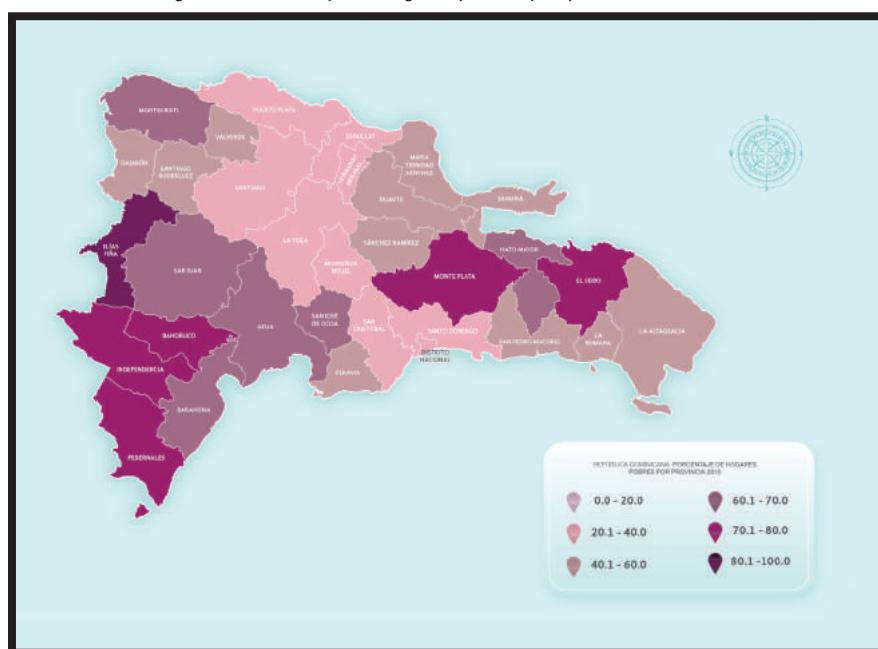 MONTECRISTI
PUERTO PLATA
VALVERDE
ESPAILLAT
DAJABÓN
SANTIAGO
RODRÍGUEZ
MARÍA
TRINIDAD
SÁNCHEZ
SANTIAGO
DUARTE
SAMANÁ
LA VEGA
SÁNCHEZ RAMÍREZ
HATO MAYOR
ELÍAS
PIÑA
SAN JUAN
MONSEÑOR
NOUEL
MONTE PLATA
EL SEIBO
SAN JOSÉ
DE OCOA
SAN
CRISTÓBAL
SANTO DOMINGO
LA ALTAGRACIA
BAHORUCO
AZUA
SAN PEDRO MACORIS
LA
ROMANA
DISTRITO
NACIONAL
INDEPENDENCIA
PERAVIA
BARAHONA
PEDERNALES
REPÚBLICA DOMINICANA: PORCENTAJE DE HOGARES
POBRES POR PROVINCIA 2010
0.0 - 20.0
60.1 - 70.0
20.1 - 40.0
70.1 - 80.0
40.1 - 60.0
80.1 -100.0